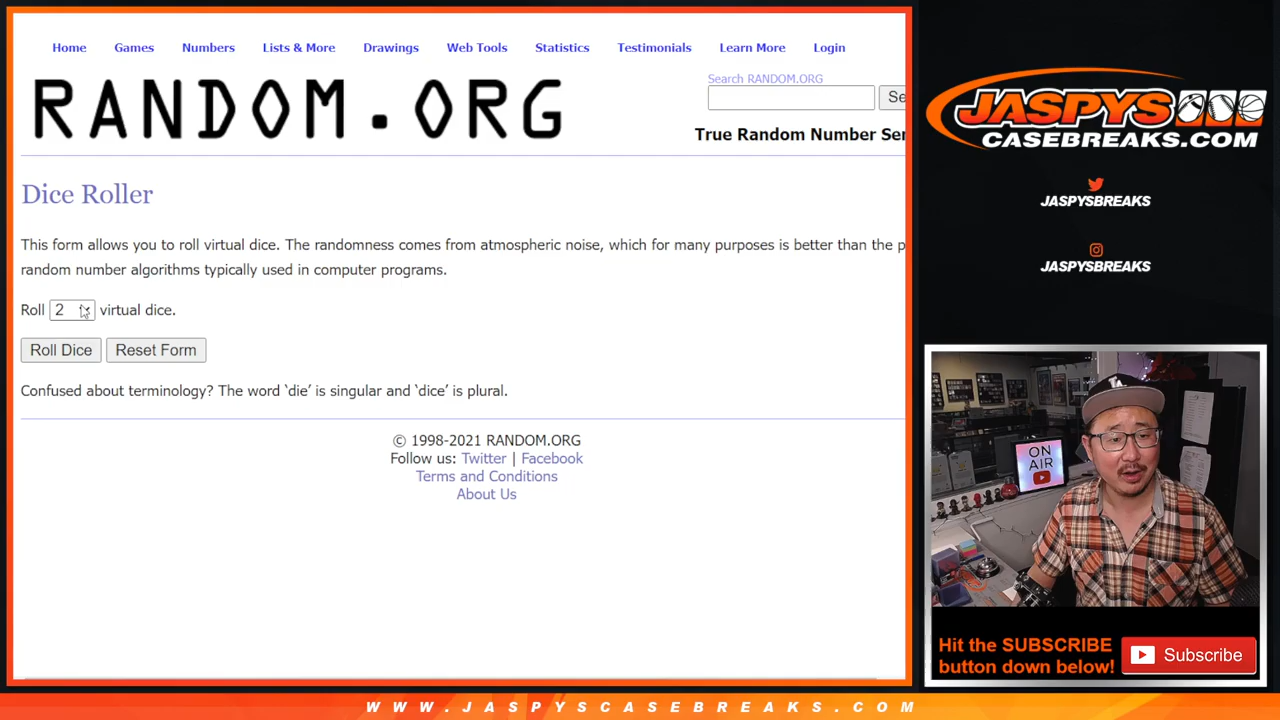 Home Games Numbers Lists & More Drawings Web Tools Statistics Testimonials Learn More Login
RANDOM.ORG
Search RANDOM.ORG
Se
True Random Number Ser
Dice Roller
This form allows you to roll virtual dice. The randomness comes from atmospheric noise, which for many purposes is better than the p
random number algorithms typically used in computer programs.
Roll 2 virtual dice.
Roll Dice Reset Form
Confused about terminology? The word ‘die’ is singular and ‘dice’ is plural.
© 1998-2021 RANDOM.ORG
Follow us: Twitter | Facebook
Terms and Conditions
About Us
JASPYS
CASEBREAKS.COM
JASPYSBREAKS
JASPYSBREAKS
ON
AIR
Hit the SUBSCRIBE
button down below!
Subscribe
WWW.JASPYSCASEBREAKS.COM